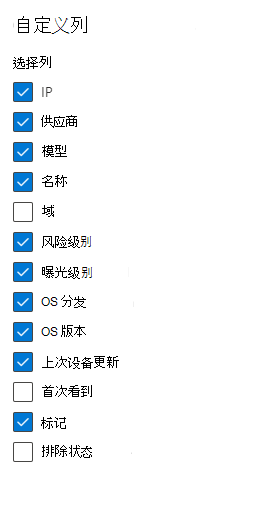 自定义列
选择列
IP
供应商
模型
名称
域
风险级别
曝光级别
OS 分发
OS 版本
上次设备更新
首次看到
标记
排除状态